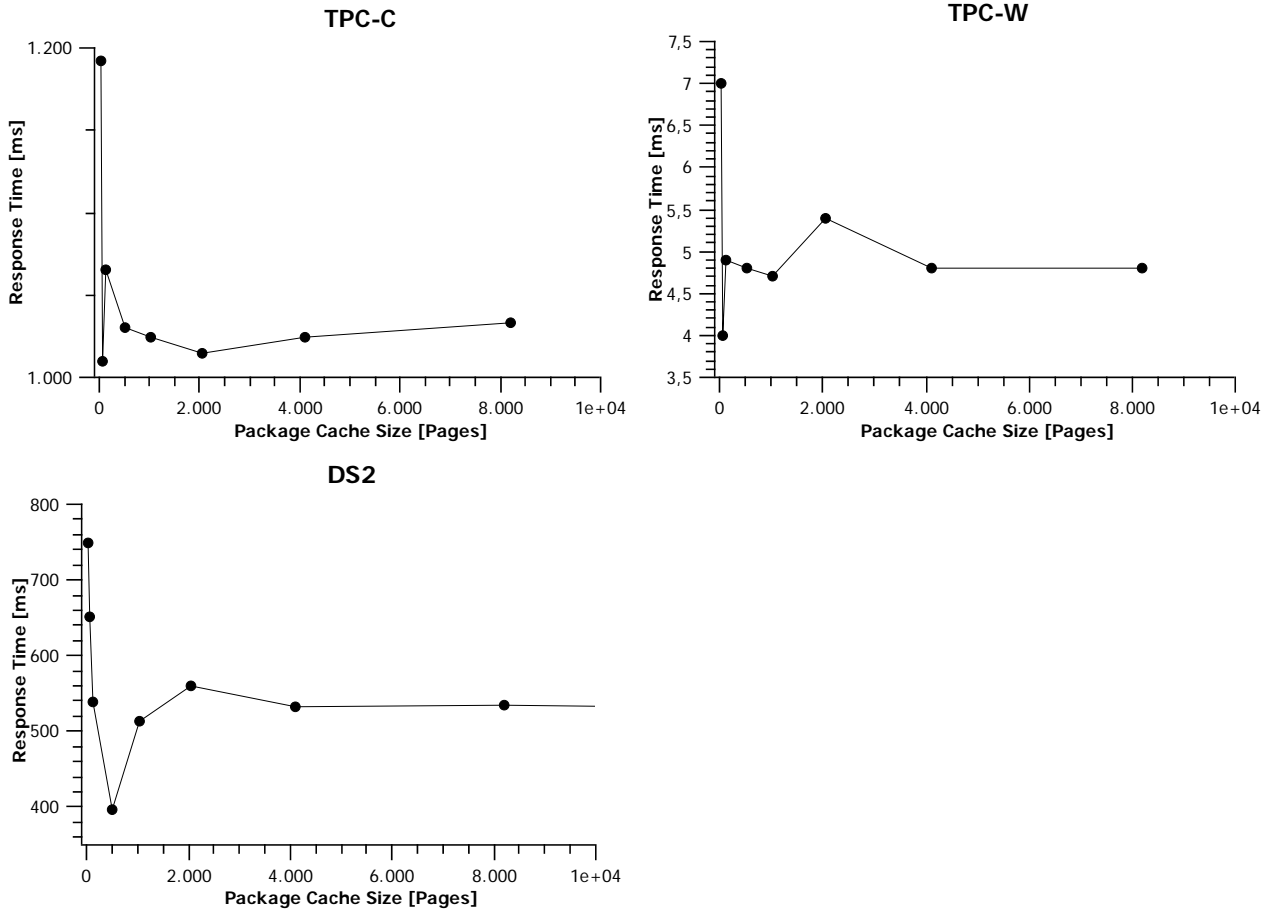 TPC-C
1.200
1.000
Response Time [ms]
0 2.000 4.000 6.000 8.000 1e+04
Package Cache Size [Pages]
TPC-W
7,5
7
6,5
6
5,5
5
4,5
4
3,5
Response Time [ms]
0 2.000 4.000 6.000 8.000 1e+04
Package Cache Size [Pages]
DS2
800
700
600
500
400
Response Time [ms]
0 2.000 4.000 6.000 8.000 1e+04
Package Cache Size [Pages]